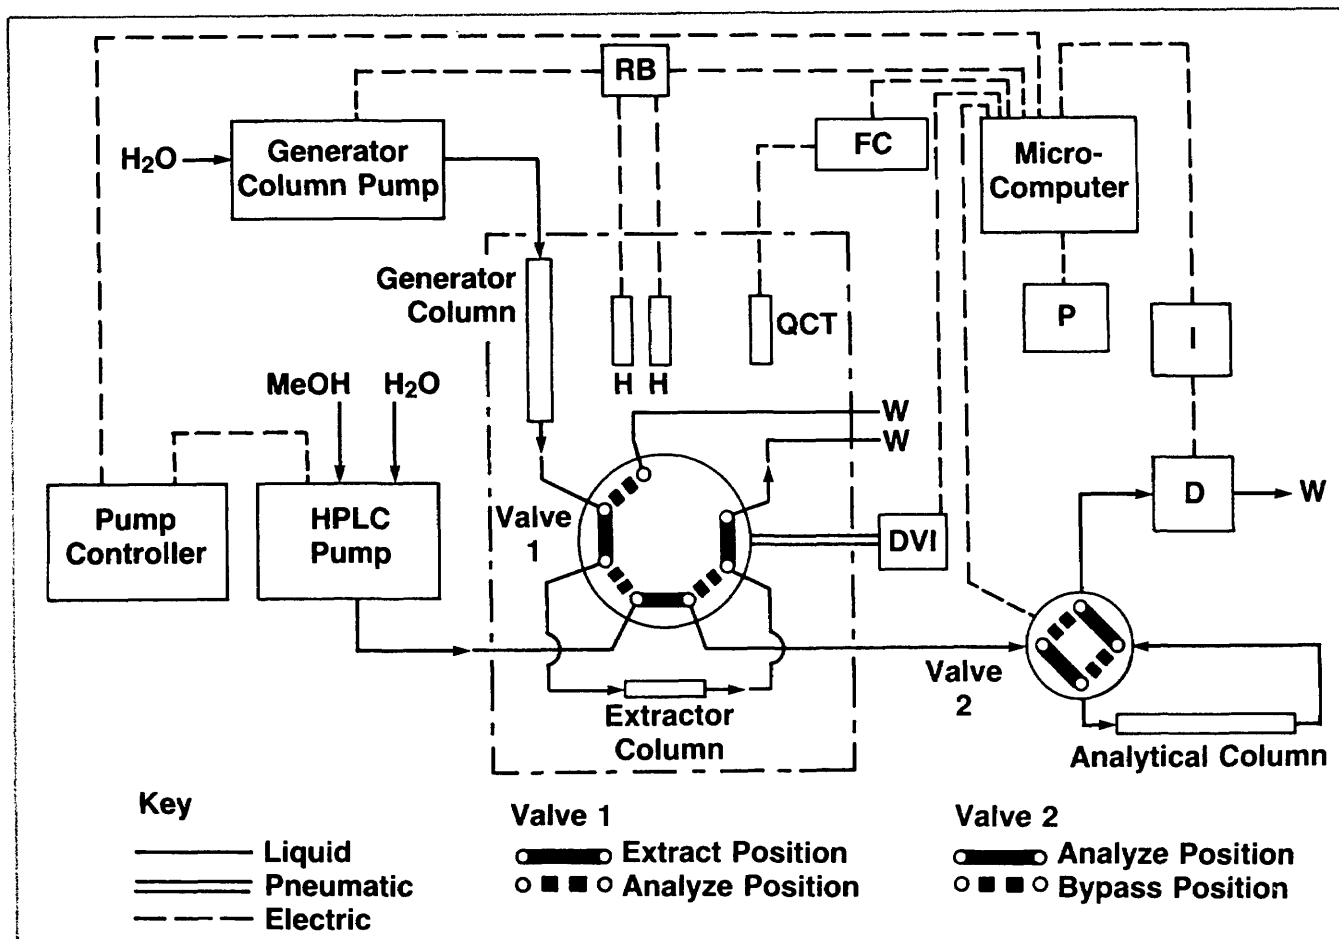 RB
H₂O
Generator
Column Pump
FC
Micro-
Computer
Generator
Column
QCT
P
I
H H
MeOH H₂O
W
W
Pump
Controller
HPLC
Pump
Valve
1
DVI
D
W
Valve
2
Extractor
Column
Analytical Column
Key
Liquid
Pneumatic
Electric
Valve 1
Extract Position
Analyze Position
Valve 2
Analyze Position
Bypass Position